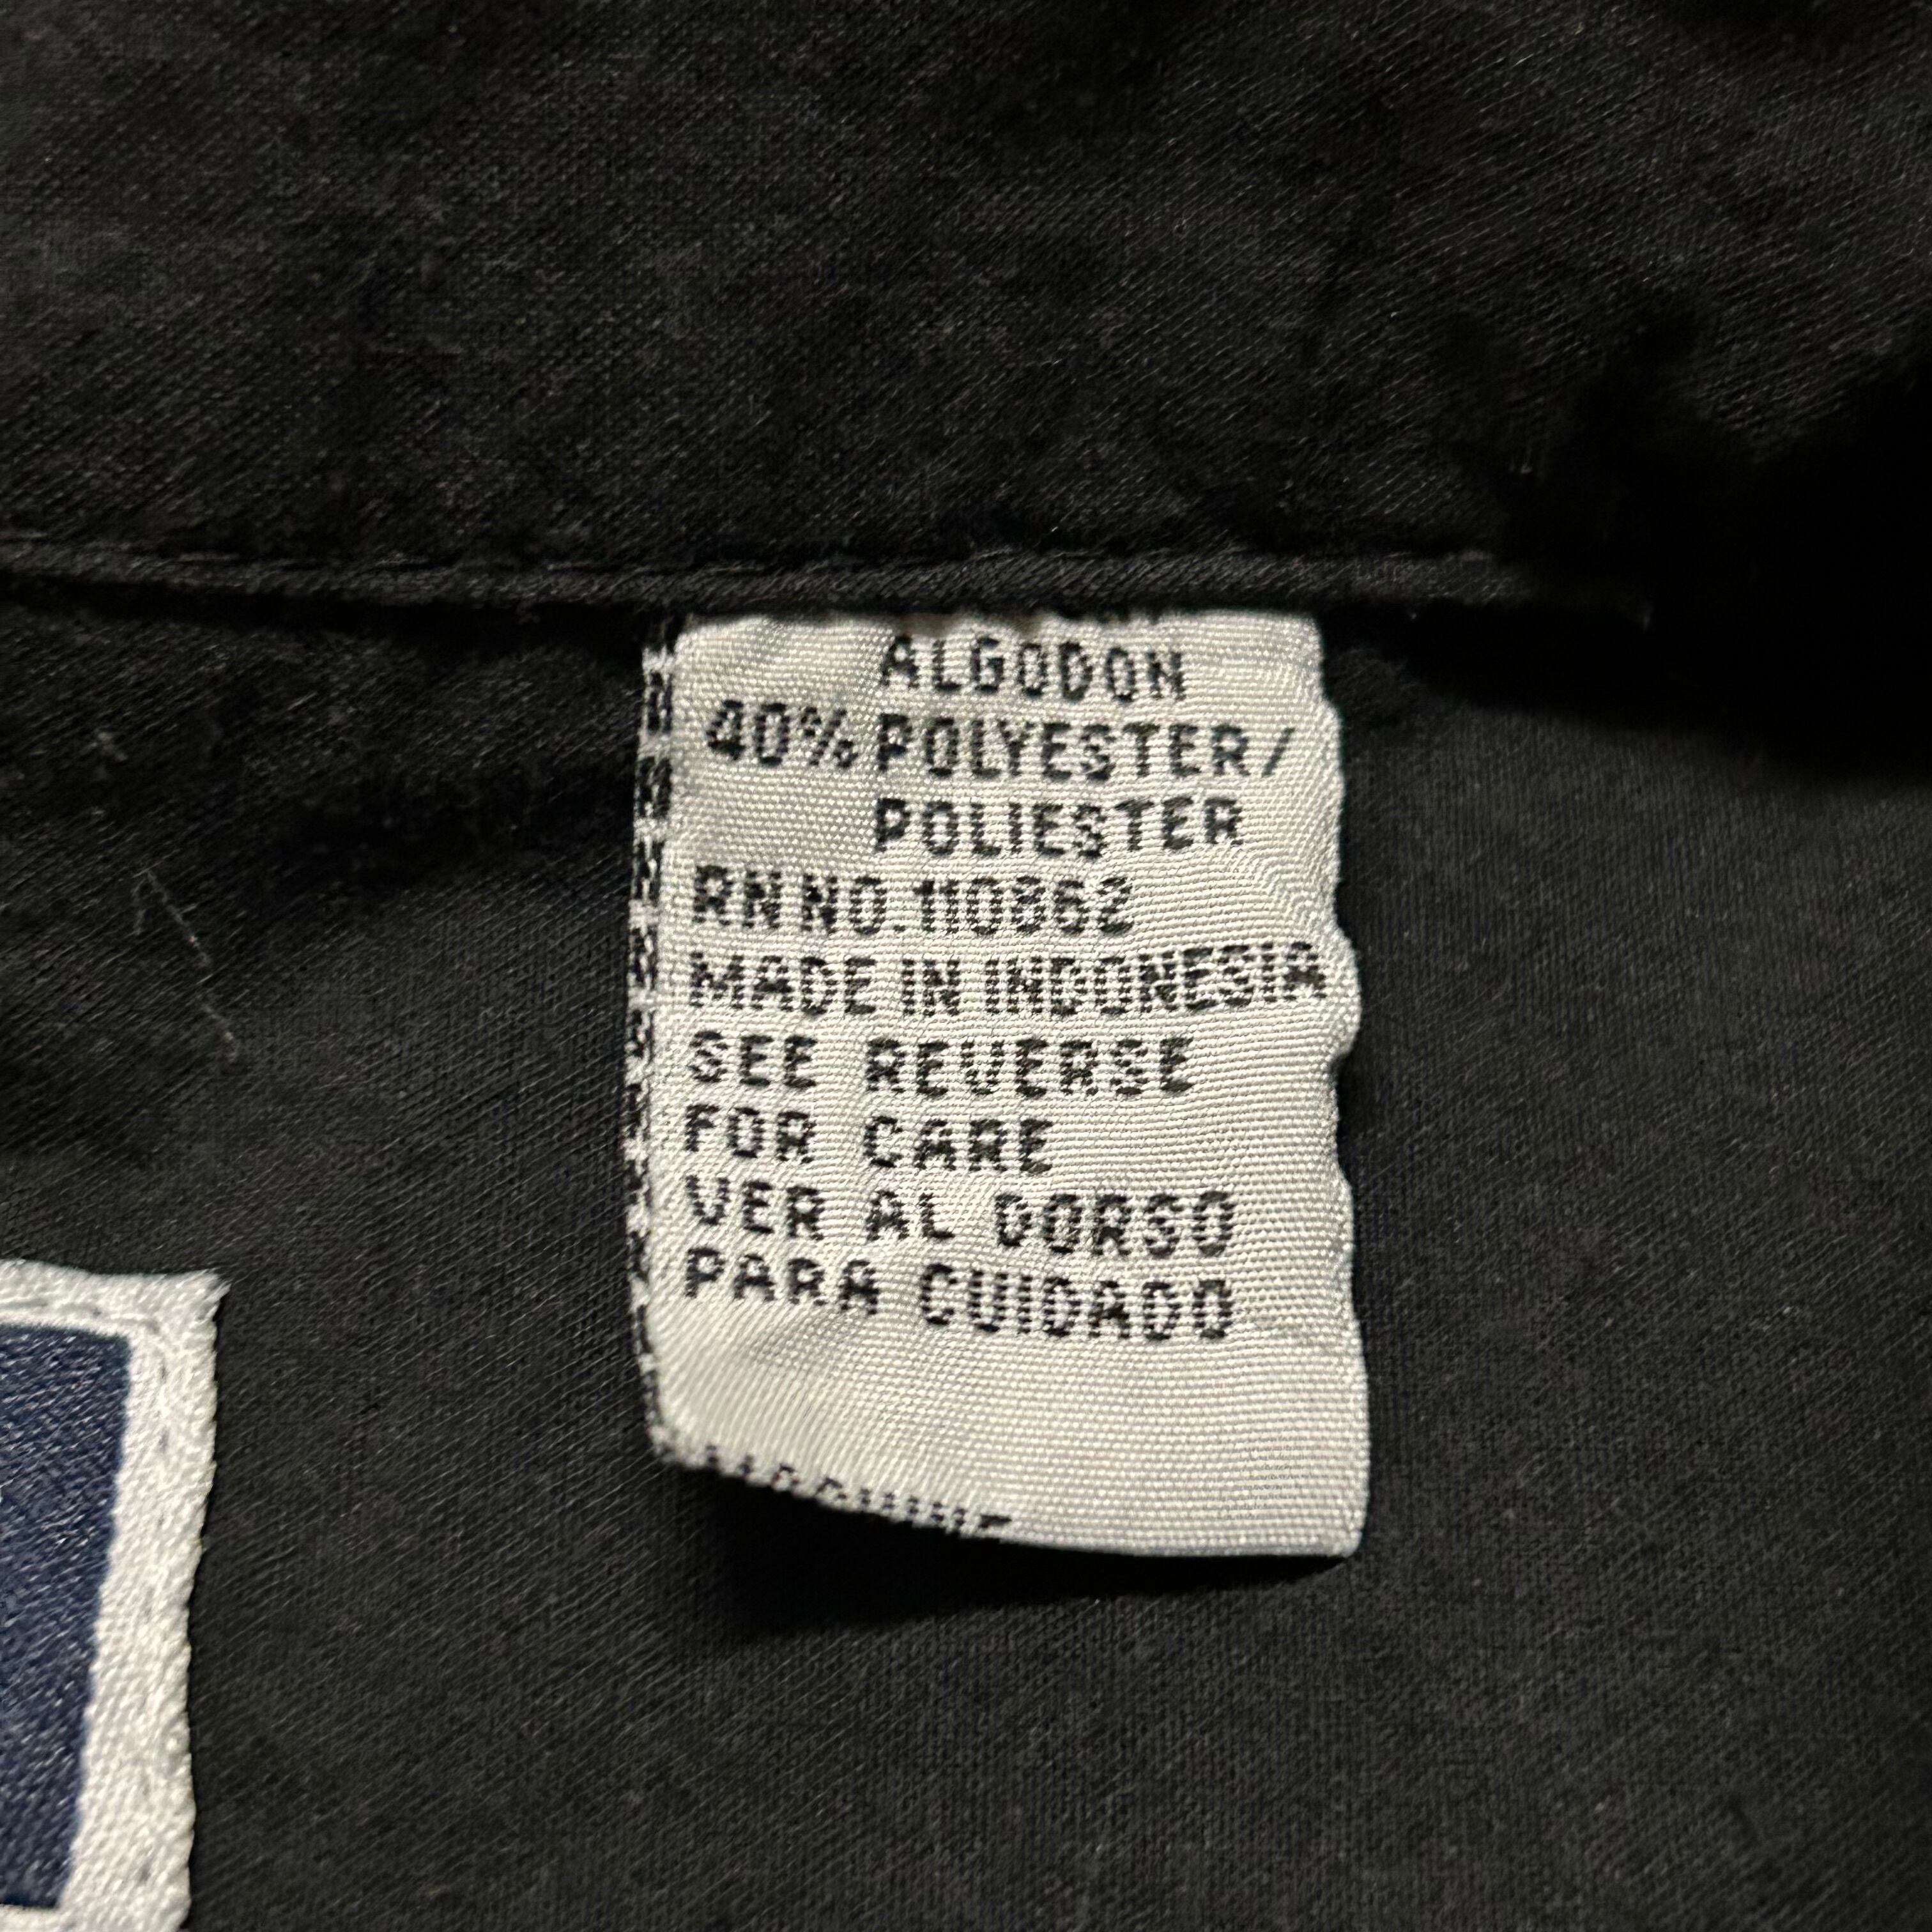 ALGODON
40% POLYESTER/
POLIESTER
RN NO. 110862
MADE IN INDONESIA
SEE REVERSE
FOR CARE
VER AL DORSO
PARA CUIDADO